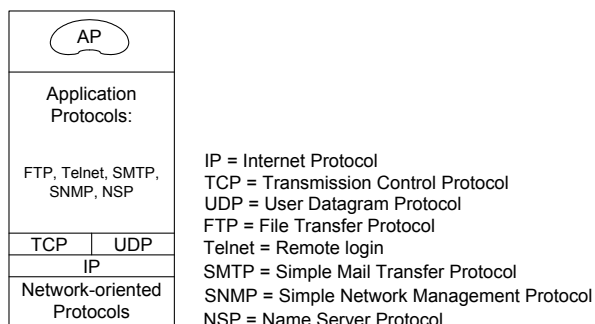 AP
Application
Protocols:
FTP, Telnet, SMTP,
SNMP, NSP
TCP UDP
IP
Network-oriented
Protocols
IP = Internet Protocol
TCP = Transmission Control Protocol
UDP = User Datagram Protocol
FTP = File Transfer Protocol
Telnet = Remote login
SMTP = Simple Mail Transfer Protocol
SNMP = Simple Network Management Protocol
NSP = Name Server Protocol